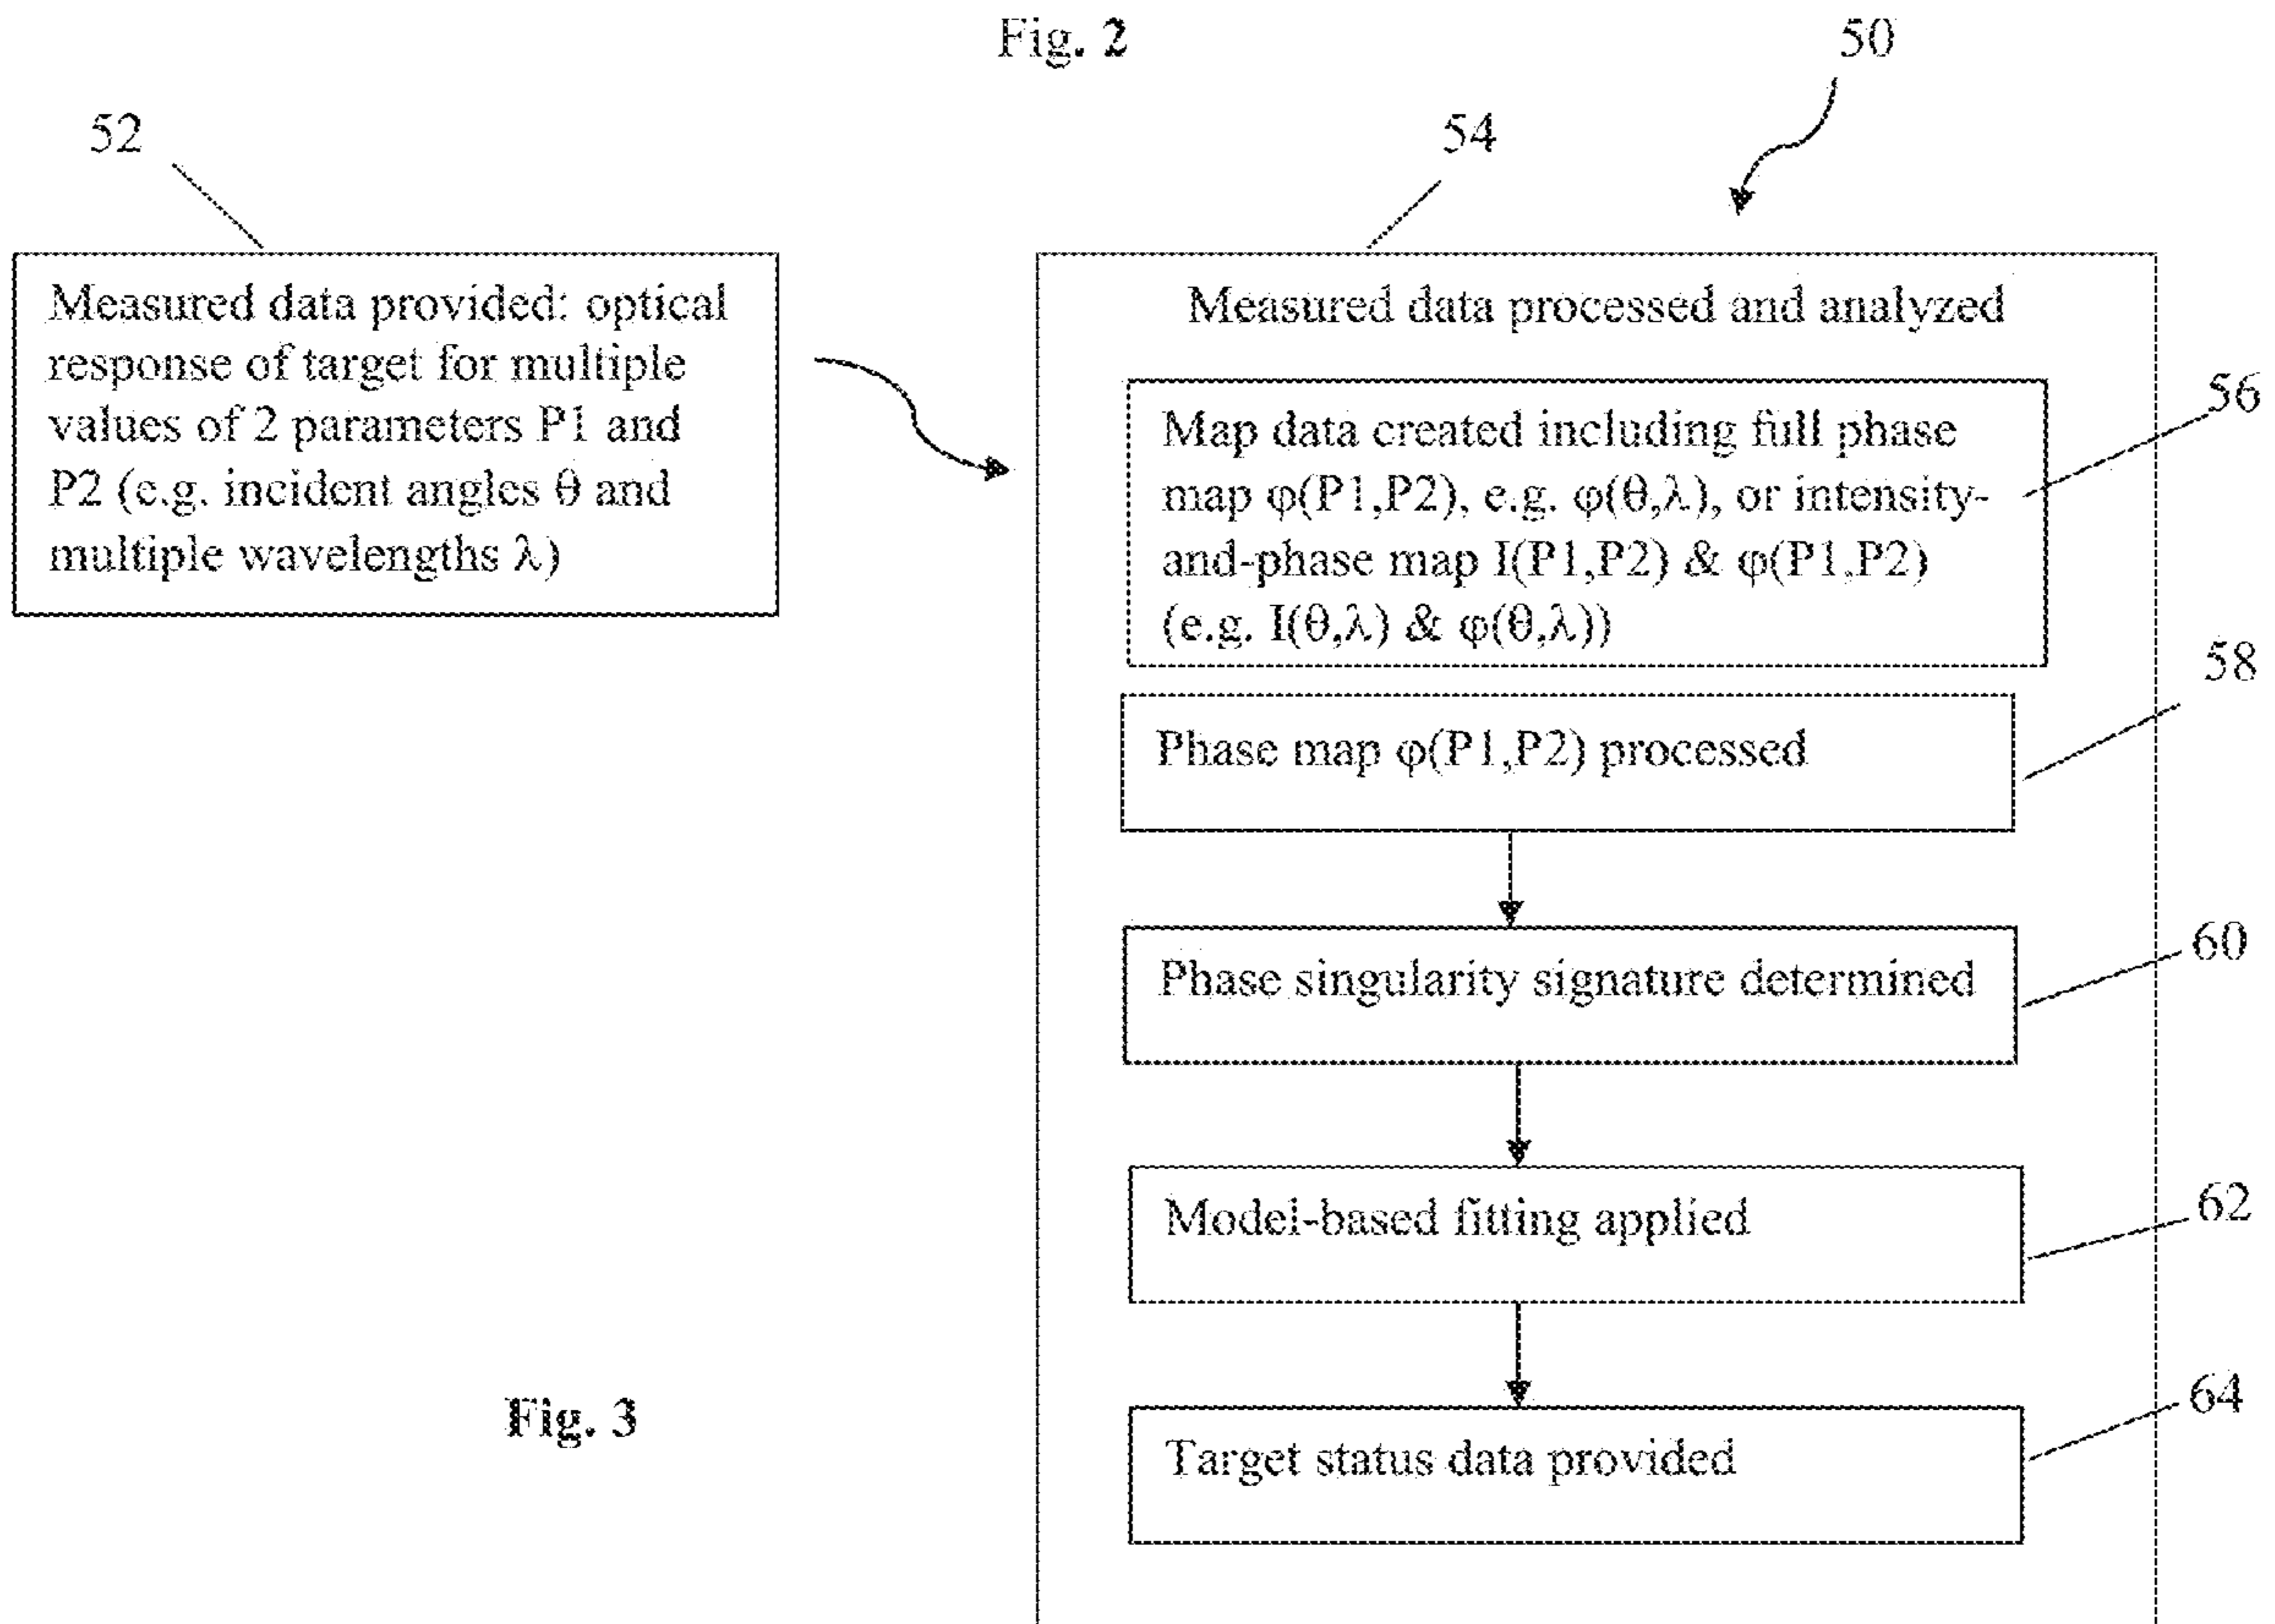 Fig. 2
50
52
54
Measured data provided: optical
response of target for multiple
values of 2 parameters P1 and
P2 (e.g. incident angles θ and
multiple wavelengths λ)
Measured data processed and analyzed
56
Map data created including full phase
map φ(P1,P2), e.g. φ(θ,λ), or intensity-
and-phase map I(P1,P2) & φ(P1,P2)
(e.g. I(θ,λ) & φ(θ,λ))
58
Phase map φ(P1,P2) processed
60
Phase singularity signature determined
62
Model-based fitting applied
64
Target status data provided
Fig. 3